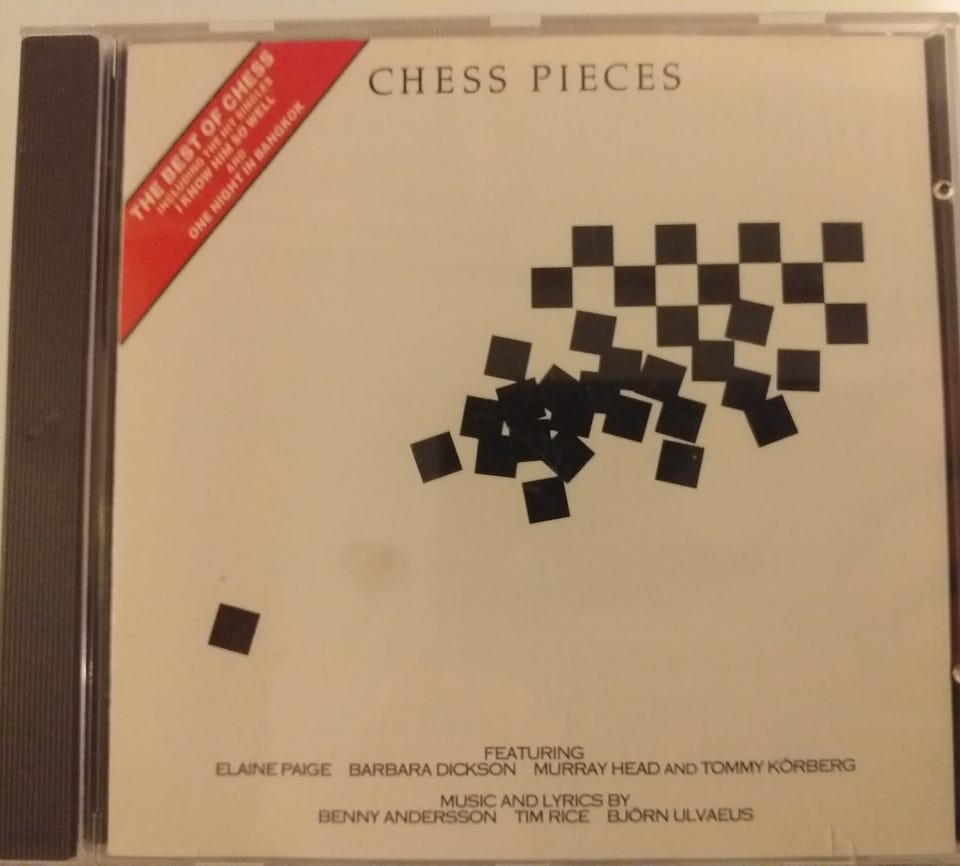 CHESS PIECES
THE BEST OF CHESS
INCLUDING THE HIT SINGLES
I KNOW HIM SO WELL
AND
ONE NIGHT IN BANGKOK
FEATURING
ELAINE PAIGE BARBARA DICKSON MURRAY HEAD AND TOMMY KÖRBERG
MUSIC AND LYRICS BY
BENNY ANDERSSON TIM RICE BJÖRN ULVAEUS